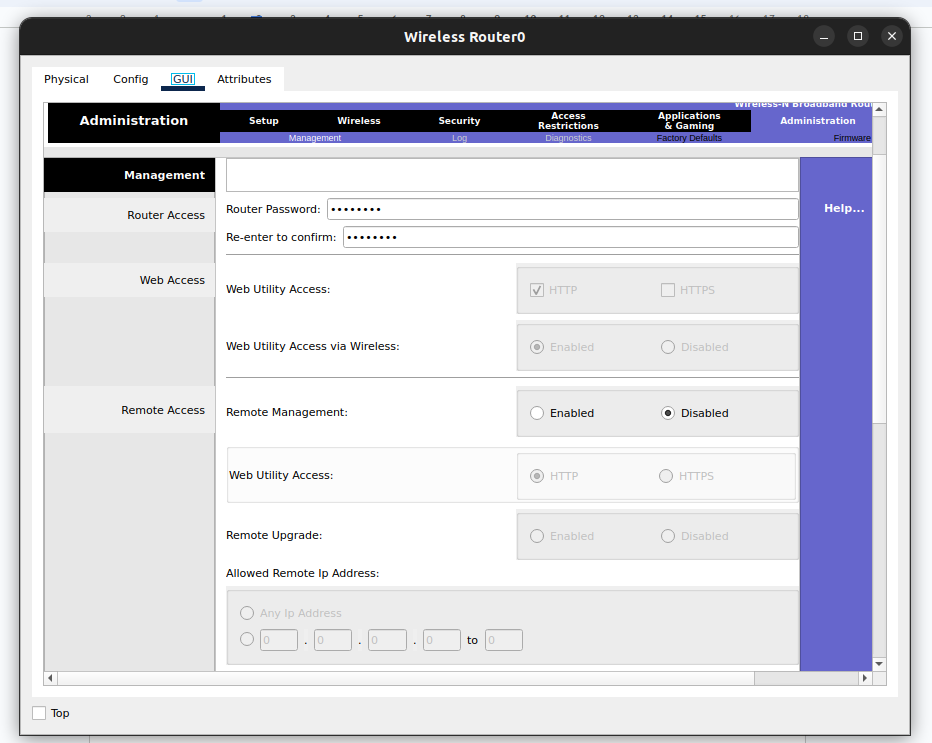 Wireless Router0
Physical Config GUI Attributes
Wireless-N Broadband Rou
Administration
Setup Wireless Security Access Restrictions Applications & Gaming Administration
Management Log Diagnostics Factory Defaults Firmware
Management
Help...
Router Access
Router Password: ••••••••
Re-enter to confirm: ••••••••
Web Access
Web Utility Access: HTTP HTTPS
Web Utility Access via Wireless: Enabled Disabled
Remote Access
Remote Management: Enabled Disabled
Web Utility Access: HTTP HTTPS
Remote Upgrade: Enabled Disabled
Allowed Remote Ip Address:
Any Ip Address
0 . 0 . 0 . 0 to 0
Top